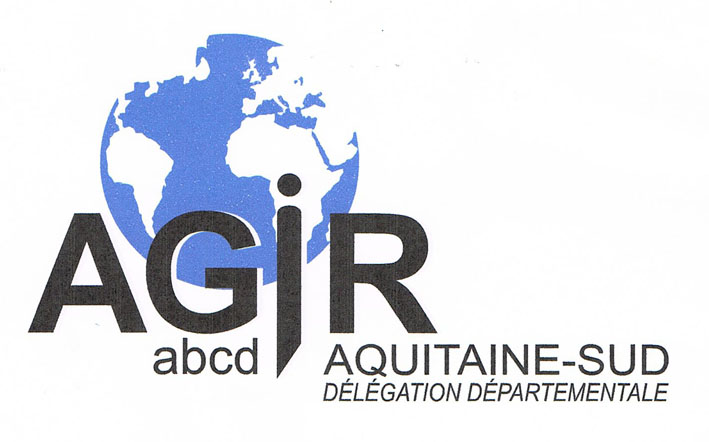 AGiR
abcd AQUITAINE-SUD
DÉLÉGATION DÉPARTEMENTALE